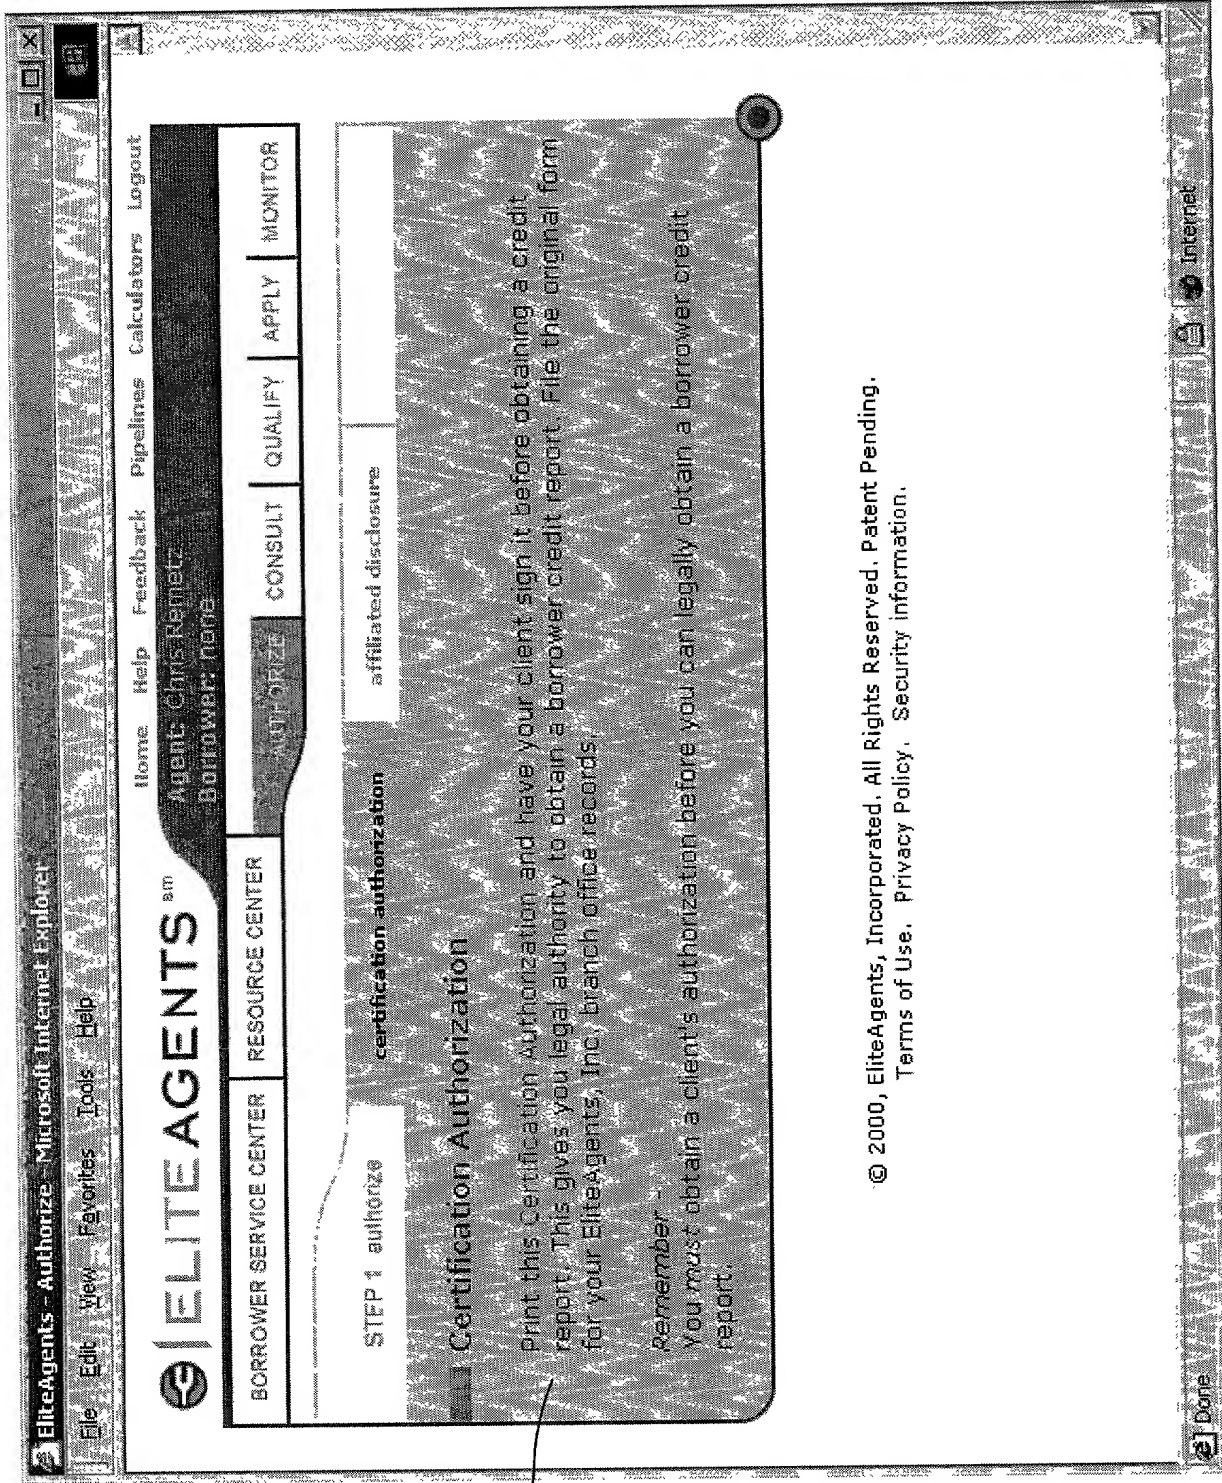 EliteAgents - Authorize - Microsoft Internet Explorer
File Edit View Favorites Tools Help
Home Help Feedback Pipelines Calculators Logout
ELITE AGENTS sm
Agent: Chris Remetz
Borrower: none
BORROWER SERVICE CENTER RESOURCE CENTER AUTHORIZE CONSULT QUALIFY APPLY MONITOR
STEP 1 authorize certification authorization affiliated disclosure
Certification Authorization
Print this Certification Authorization and have your client sign it before obtaining a credit
report. This gives you legal authority to obtain a borrower credit report. File the original form
for your EliteAgents, Inc. branch office records.
Remember -
You must obtain a client's authorization before you can legally obtain a borrower credit
report.
© 2000, EliteAgents, Incorporated. All Rights Reserved. Patent Pending.
Terms of Use. Privacy Policy. Security information.
Done Internet